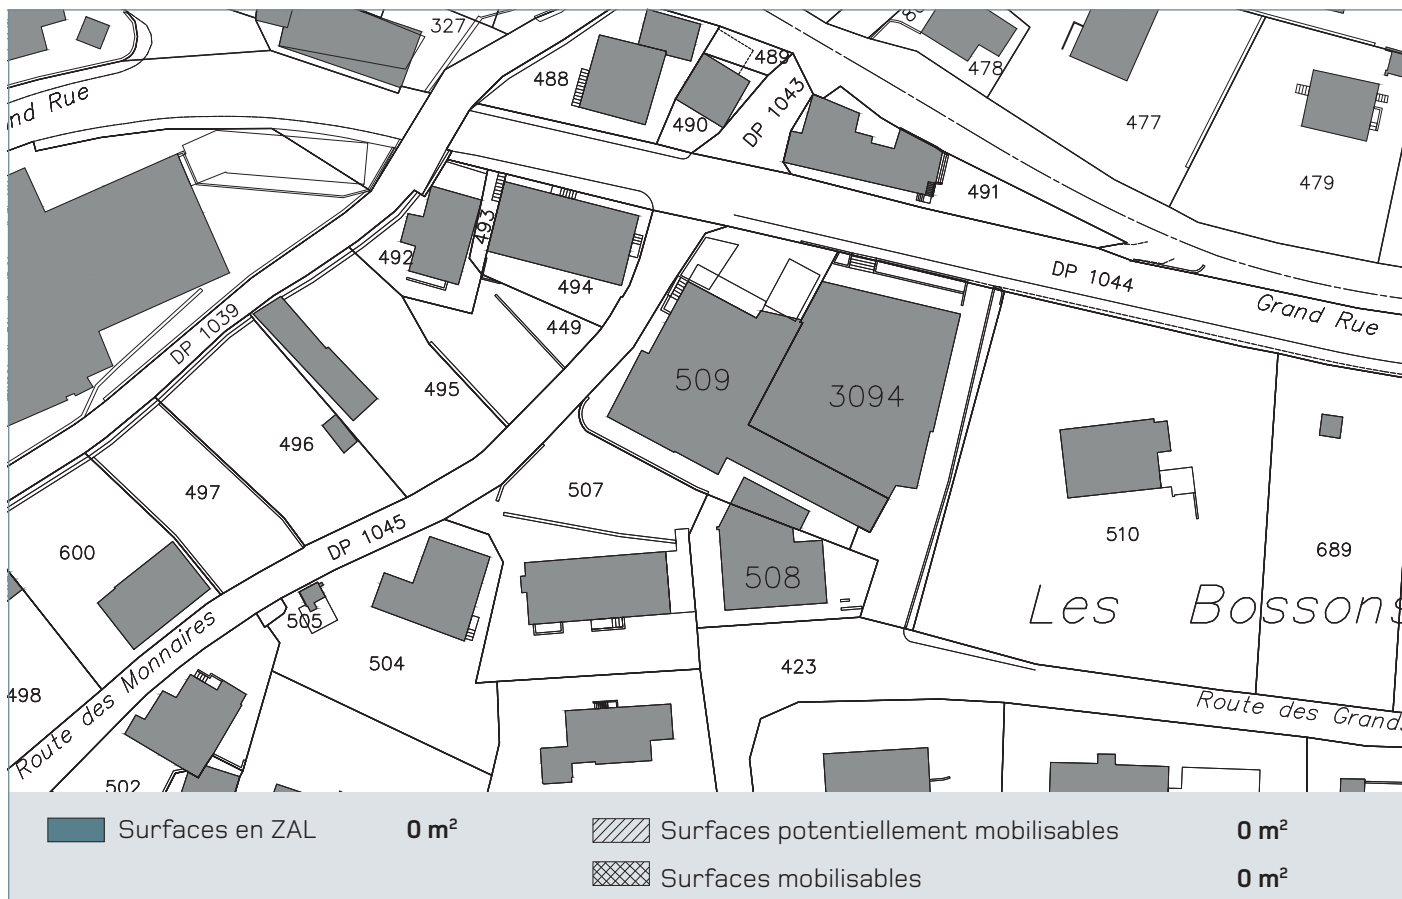 327
488
489
490
DP 1043
478
477
479
nd Rue
491
492
493
494
DP 1044
Grand Rue
449
DP 1039
495
509
3094
496
497
507
510
600
DP 1045
689
508
Les Bossons
505
504
423
498
Route des Monnaires
Route des Grands
502
Surfaces en ZAL 0 m²
Surfaces potentiellement mobilisables 0 m²
Surfaces mobilisables 0 m²